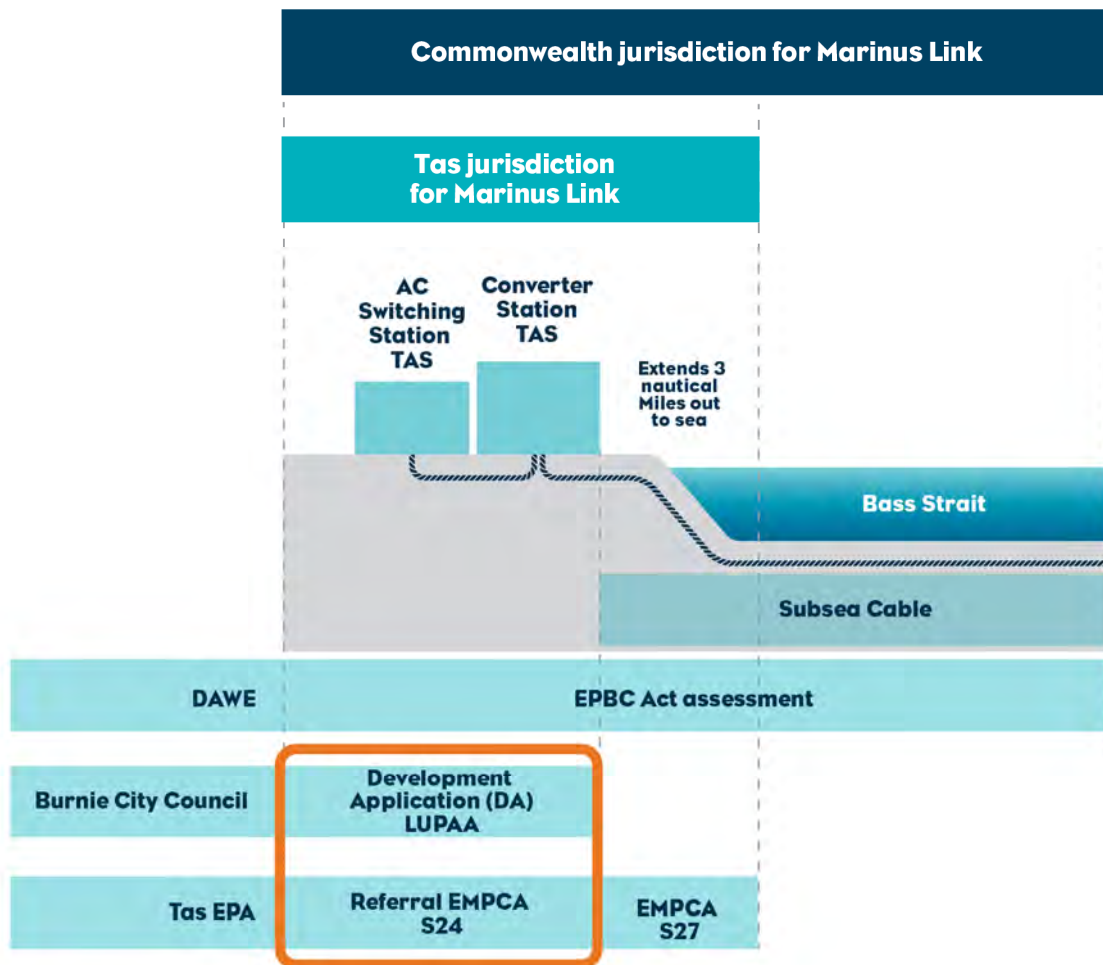 Commonwealth jurisdiction for Marinus Link
Tas jurisdiction
for Marinus Link
AC
Switching
Station
TAS
Converter
Station
TAS
Extends 3
nautical
Miles out
to sea
Bass Strait
Subsea Cable
DAWE
EPBC Act assessment
Burnie City Council
Development
Application (DA)
LUPAA
Tas EPA
Referral EMPCA
S24
EMPCA
S27